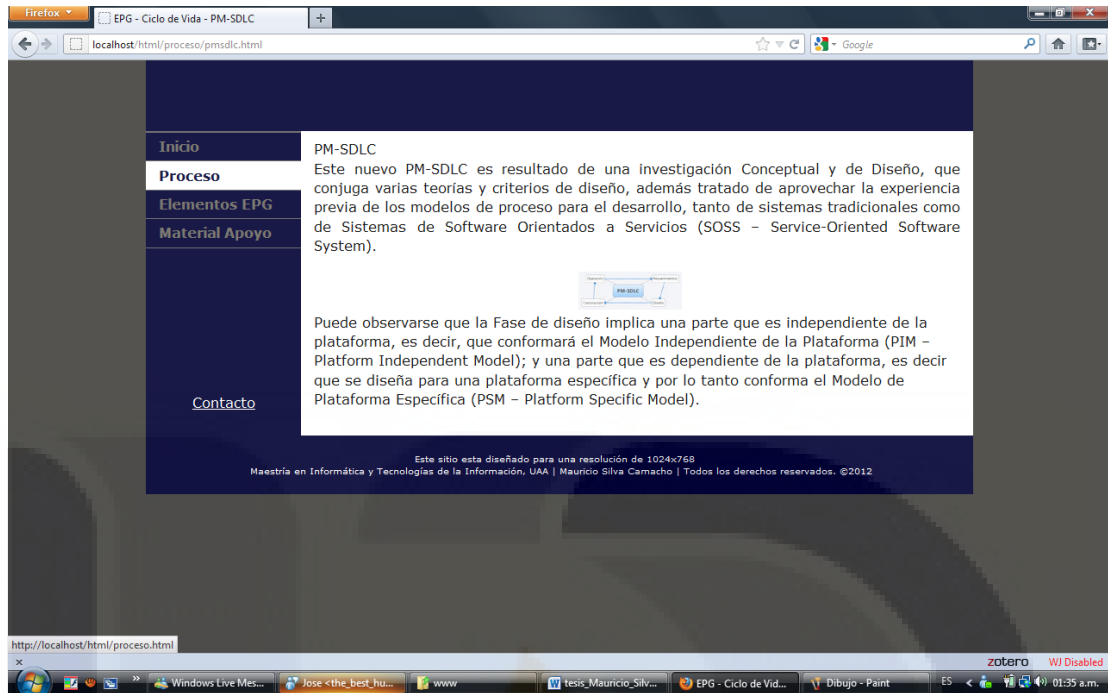 Firefox
EPG - Ciclo de Vida - PM-SDLC
+
localhost/html/proceso/pmsdlc.html
Google
Inicio
Proceso
Elementos EPG
Material Apoyo
Contacto
PM-SDLC
Este nuevo PM-SDLC es resultado de una investigación Conceptual y de Diseño, que
conjuga varias teorías y criterios de diseño, además tratado de aprovechar la experiencia
previa de los modelos de proceso para el desarrollo, tanto de sistemas tradicionales como
de Sistemas de Software Orientados a Servicios (SOSS – Service-Oriented Software
System).
PM-SDLC
Puede observarse que la Fase de diseño implica una parte que es independiente de la
plataforma, es decir, que conformará el Modelo Independiente de la Plataforma (PIM –
Platform Independent Model); y una parte que es dependiente de la plataforma, es decir
que se diseña para una plataforma específica y por lo tanto conforma el Modelo de
Plataforma Específica (PSM – Platform Specific Model).
Este sitio esta diseñado para una resolución de 1024x768
Maestría en Informática y Tecnologías de la Información, UAA | Mauricio Silva Camacho | Todos los derechos reservados. ©2012
http://localhost/html/proceso.html
x
zotero WJ Disabled
Windows Live Mes... Jose <the_best_hu... www tesis_Mauricio_Silv... EPG - Ciclo de Vid... Dibujo - Paint ES 01:35 a.m.